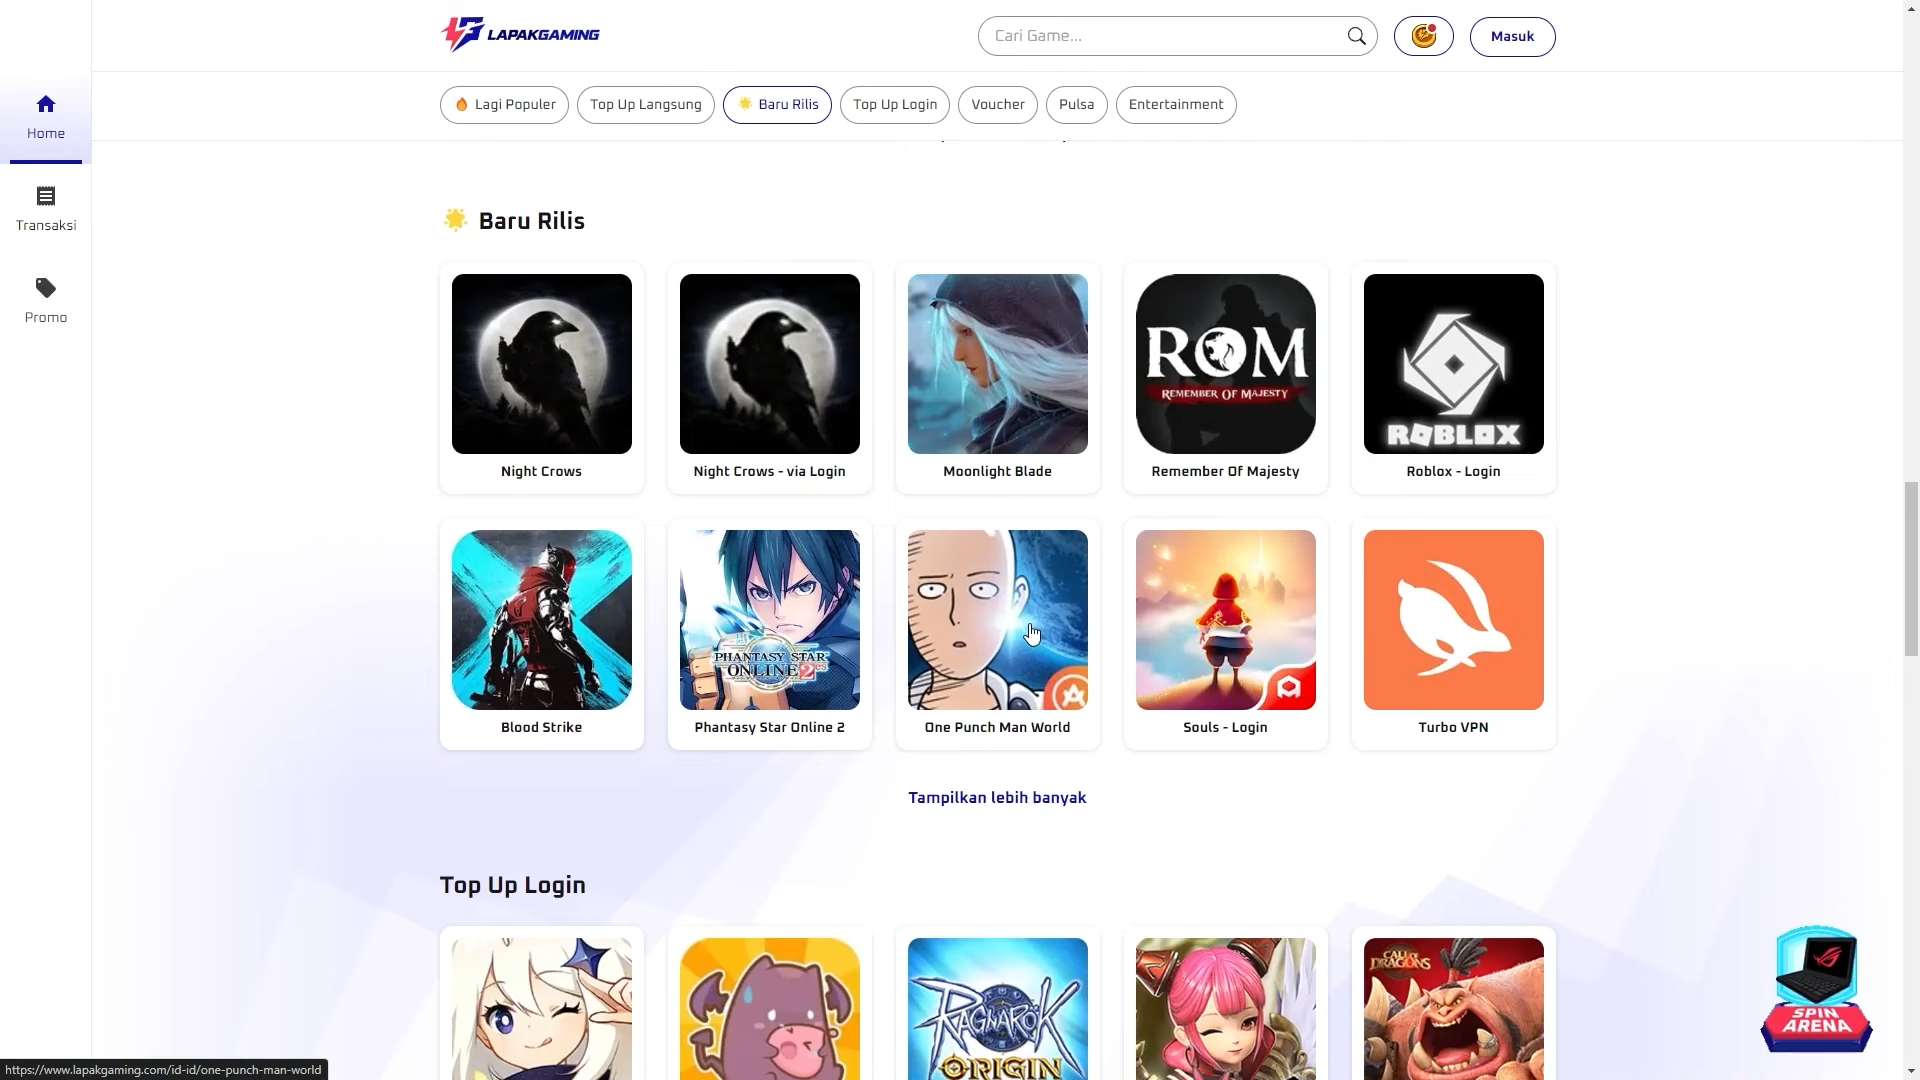 LAPAKGAMING
Cari Game...
Masuk
Lagi Populer
Top Up Langsung
Baru Rilis
Top Up Login
Voucher
Pulsa
Entertainment
Home
Transaksi
Promo
Baru Rilis
ROM
REMEMBER OF MAJESTY
ROBLOX
Night Crows
Night Crows - via Login
Moonlight Blade
Remember Of Majesty
Roblox - Login
PHANTASY STAR
ONLINE 2
Blood Strike
Phantasy Star Online 2
One Punch Man World
Souls - Login
Turbo VPN
Tampilkan lebih banyak
Top Up Login
RAGNAROK
ORIGIN
CALL OF
DRAGONS
SPIN
ARENA
https://www.lapakgaming.com/id-id/one-punch-man-world